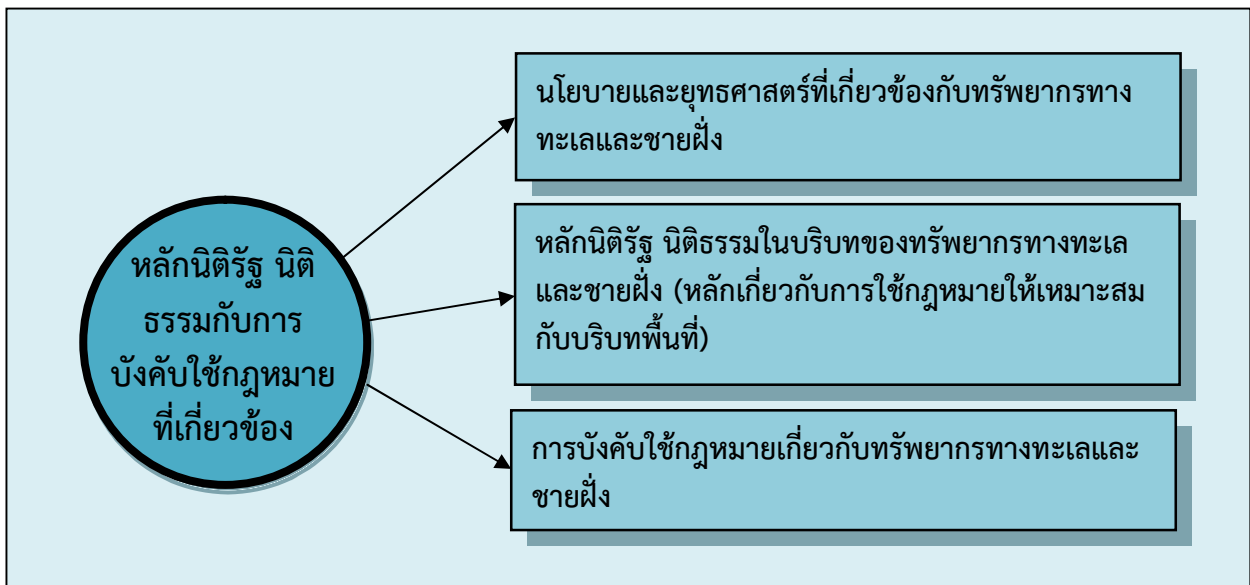 นโยบายและยุทธศาสตร์ที่เกี่ยวข้องกับทรัพยากรทาง
ทะเลและชายฝั่ง
หลักนิติรัฐ นิติ
ธรรมกับการ
บังคับใช้กฎหมาย
ที่เกี่ยวข้อง
หลักนิติรัฐ นิติธรรมในบริบทของทรัพยากรทางทะเล
และชายฝั่ง (หลักเกี่ยวกับการใช้กฎหมายให้เหมาะสม
กับบริบทพื้นที่)
การบังคับใช้กฎหมายเกี่ยวกับทรัพยากรทางทะเลและ
ชายฝั่ง